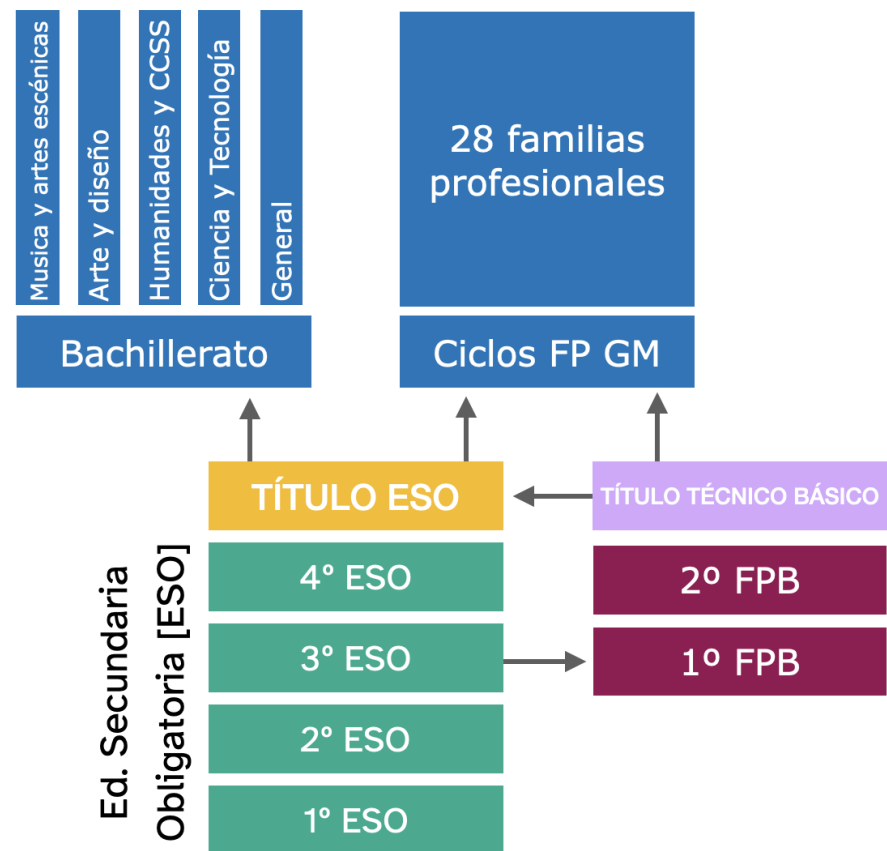 Musica y artes escénicas
Arte y diseño
Humanidades y CCSS
Ciencia y Tecnología
General
28 familias
profesionales
Bachillerato
Ciclos FP GM
TÍTULO ESO
TÍTULO TÉCNICO BÁSICO
Ed. Secundaria
Obligatoria [ESO]
4º ESO
2º FPB
3º ESO
1º FPB
2º ESO
1º ESO